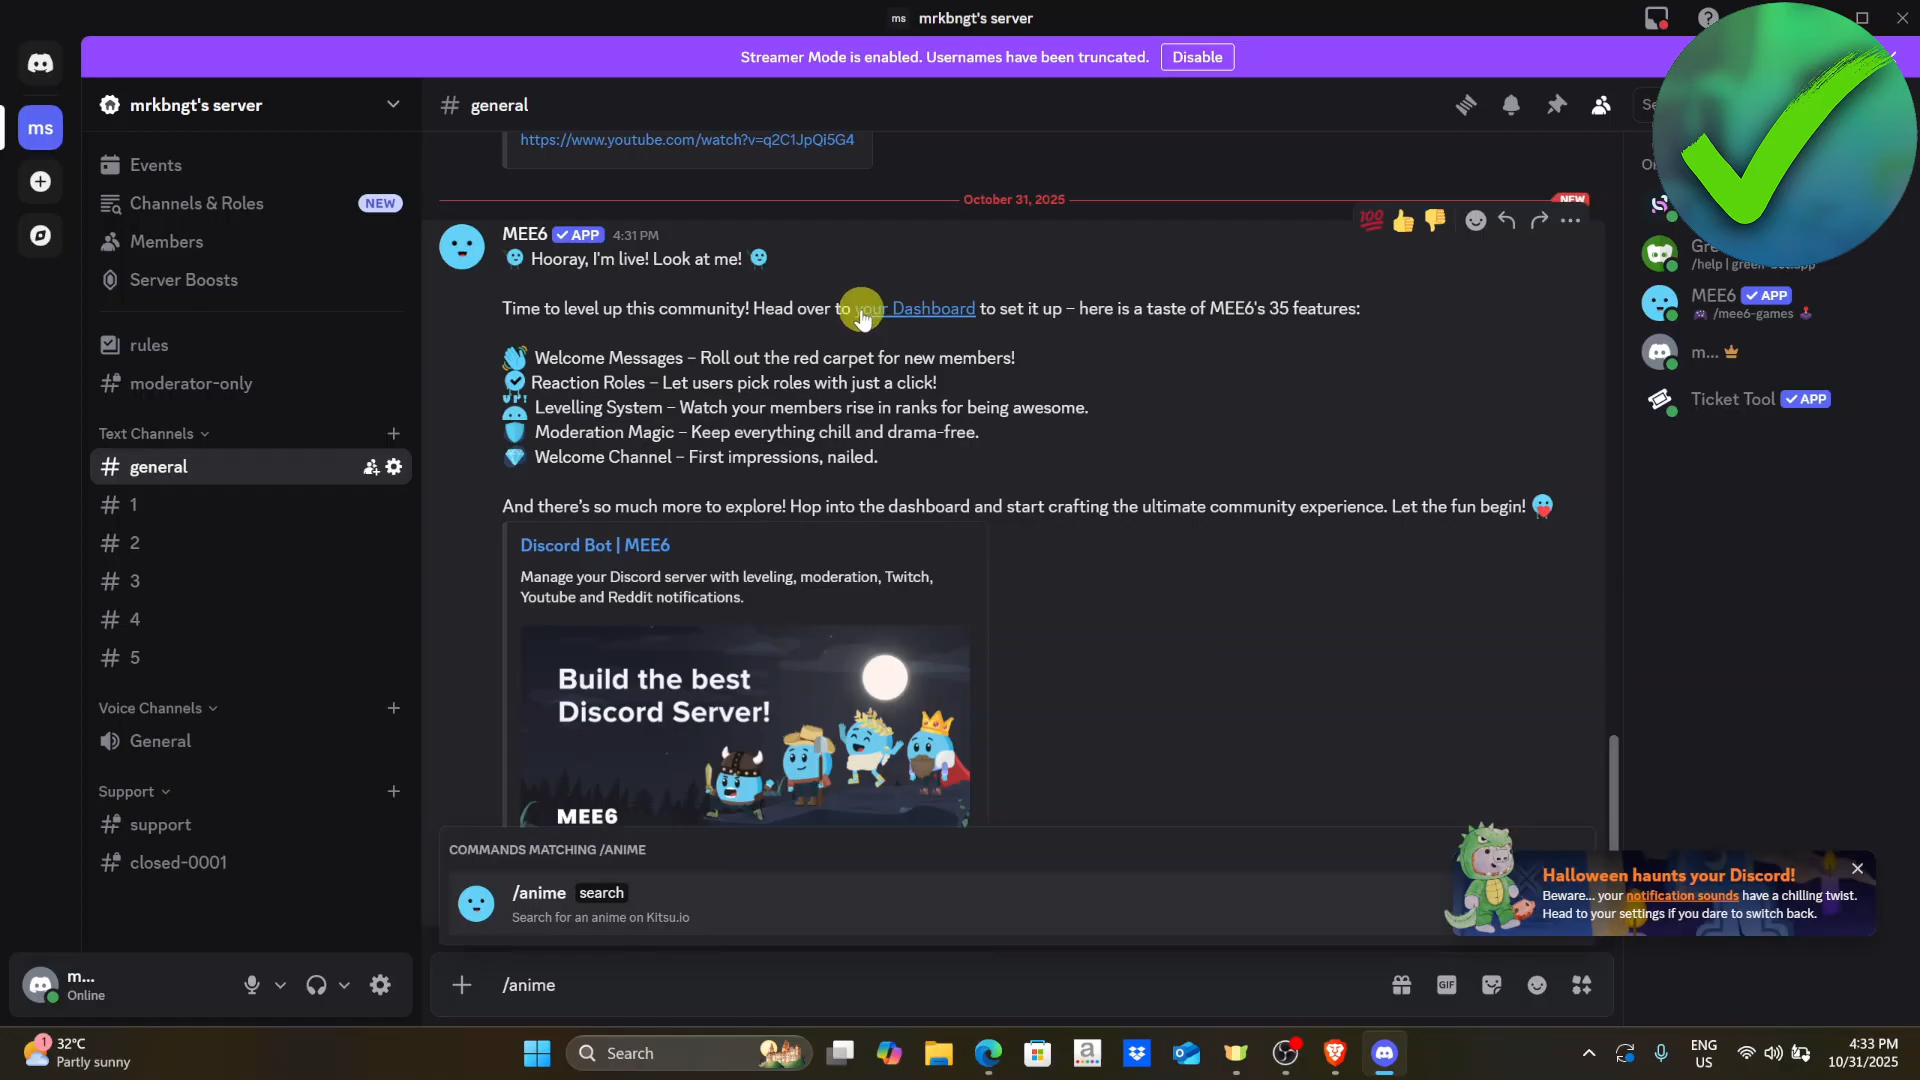 ms mrkbngt's server
Streamer Mode is enabled. Usernames have been truncated. Disable
mrkbngt's server
ms
Events
Channels & Roles NEW
Members
Server Boosts
rules
moderator-only
Text Channels
general
1
2
3
4
5
Voice Channels
General
Support
support
closed-0001
m...
Online
general
https://www.youtube.com/watch?v=q2C1JpQi5G4
October 31, 2025 NEW
MEE6 APP 4:31 PM
Hooray, I'm live! Look at me!
Time to level up this community! Head over to your Dashboard to set it up – here is a taste of MEE6's 35 features:
Welcome Messages – Roll out the red carpet for new members!
Reaction Roles – Let users pick roles with just a click!
Levelling System – Watch your members rise in ranks for being awesome.
Moderation Magic – Keep everything chill and drama-free.
Welcome Channel – First impressions, nailed.
And there's so much more to explore! Hop into the dashboard and start crafting the ultimate community experience. Let the fun begin!
Discord Bot | MEE6
Manage your Discord server with leveling, moderation, Twitch,
Youtube and Reddit notifications.
Build the best
Discord Server!
MEE6
COMMANDS MATCHING /ANIME
/anime search
Search for an anime on Kitsu.io
/anime
GIF
/help | green-bot.app
MEE6 APP
/mee6-games
m...
Ticket Tool APP
Halloween haunts your Discord!
Beware... your notification sounds have a chilling twist.
Head to your settings if you dare to switch back.
1
32°C
Partly sunny
Search
ENG
US
4:33 PM
10/31/2025